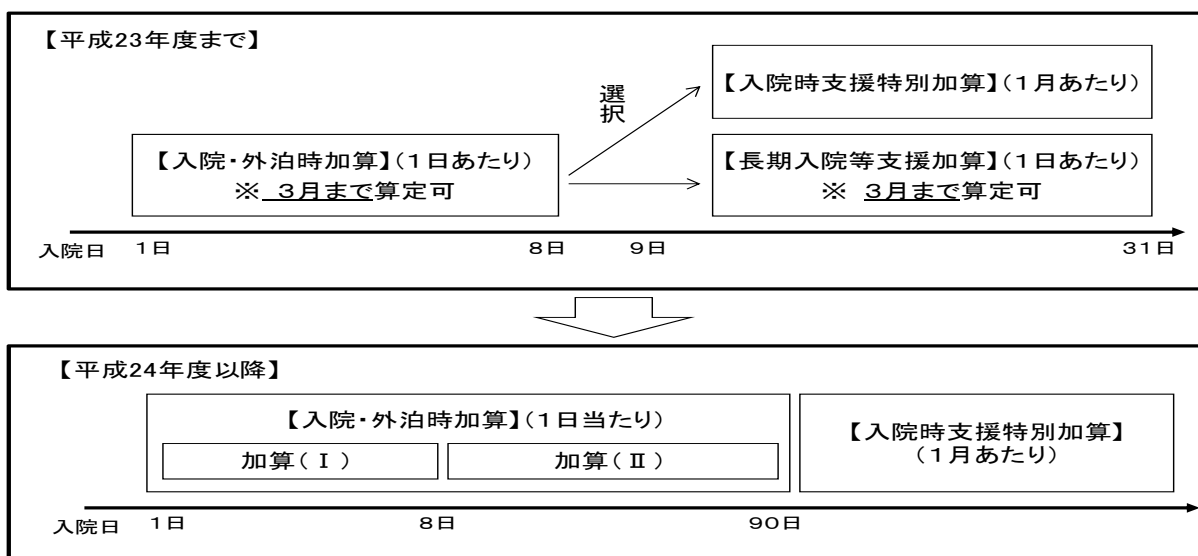 【平成23年度まで】
【入院時支援特別加算】(1月あたり)
選択
【入院・外泊時加算】(1日あたり)
※ 3月まで算定可
【長期入院等支援加算】(1日あたり)
※ 3月まで算定可
入院日 1日 8日 9日 31日
【平成24年度以降】
【入院・外泊時加算】(1日当たり)
加算(Ⅰ) 加算(Ⅱ)
【入院時支援特別加算】
(1月あたり)
入院日 1日 8日 90日